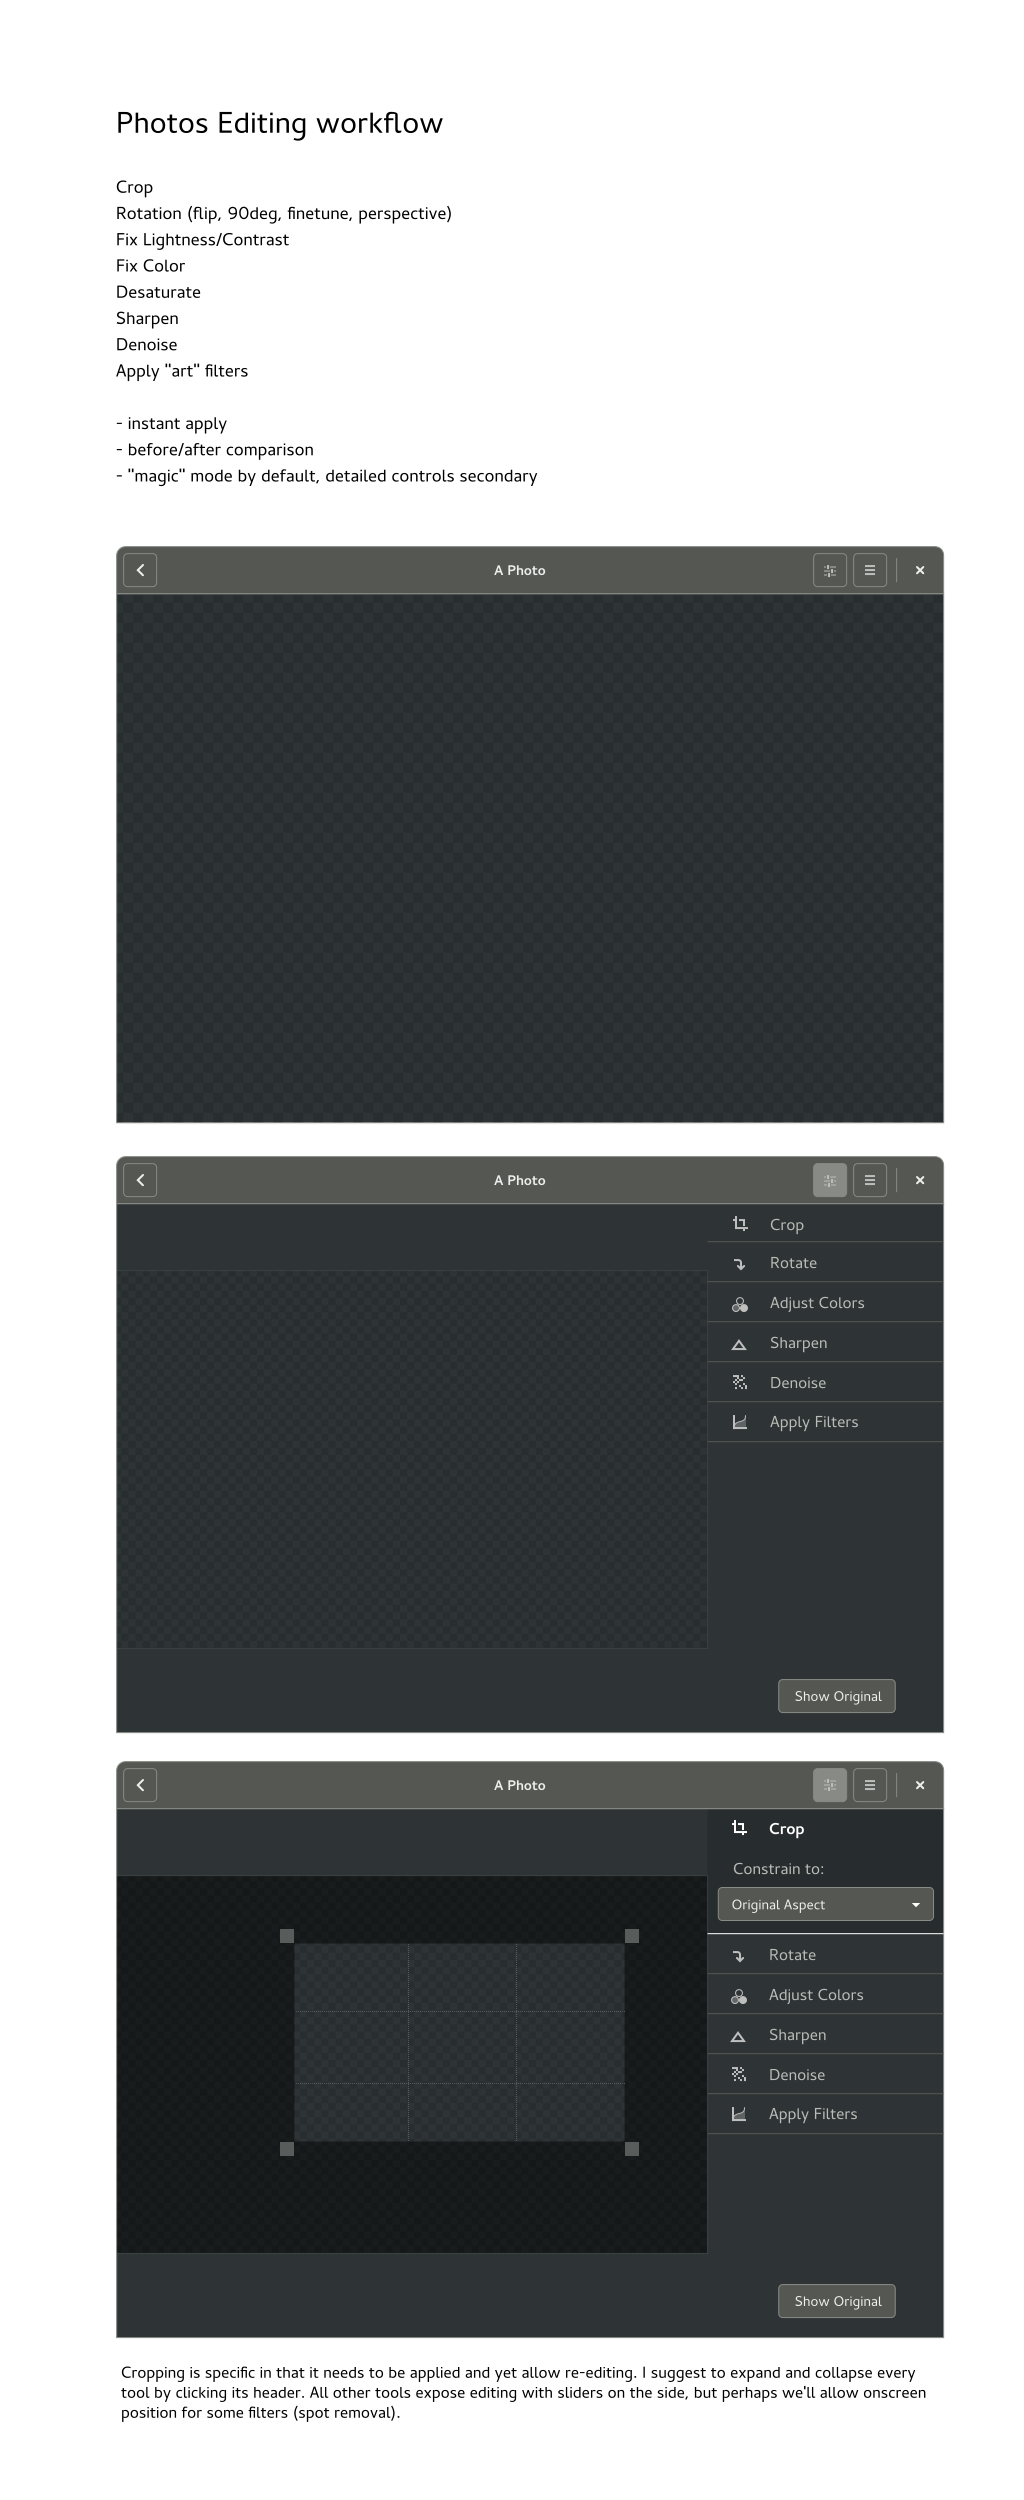 Photos Editing workflow
Crop
Rotation (flip, 90deg, finetune, perspective)
Fix Lightness/Contrast
Fix Color
Desaturate
Sharpen
Denoise
Apply "art" filters
- instant apply
- before/after comparison
- "magic" mode by default, detailed controls secondary
A Photo
A Photo
Crop
Rotate
Adjust Colors
Sharpen
Denoise
Apply Filters
Show Original
A Photo
Crop
Constrain to:
Original Aspect
Rotate
Adjust Colors
Sharpen
Denoise
Apply Filters
Show Original
Cropping is specific in that it needs to be applied and yet allow re-editing. I suggest to expand and collapse every
tool by clicking its header. All other tools expose editing with sliders on the side, but perhaps we'll allow onscreen
position for some filters (spot removal).